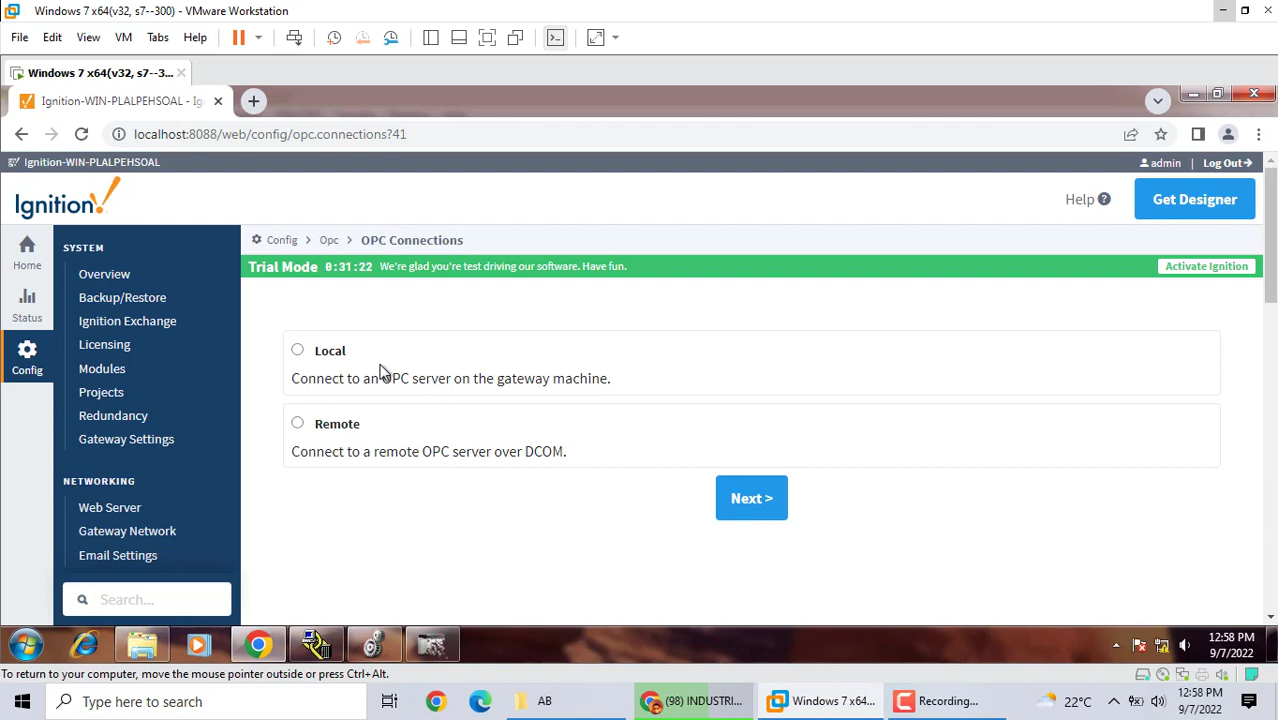 Windows 7 x64(v32, s7--300) - VMware Workstation
File Edit View VM Tabs Help
Windows 7 x64(v32, s7--3...
Ignition-WIN-PLALPEHSOAL - Ig
localhost:8088/web/config/opc.connections?41
Ignition-WIN-PLALPEHSOAL admin Log Out
Ignition! Help Get Designer
Home
Status
Config
SYSTEM
Overview
Backup/Restore
Ignition Exchange
Licensing
Modules
Projects
Redundancy
Gateway Settings
NETWORKING
Web Server
Gateway Network
Email Settings
Search...
Config > Opc > OPC Connections
Trial Mode 0:31:22 We're glad you're test driving our software. Have fun. Activate Ignition
Local
Connect to an OPC server on the gateway machine.
Remote
Connect to a remote OPC server over DCOM.
Next >
12:58 PM
9/7/2022
To return to your computer, move the mouse pointer outside or press Ctrl+Alt.
Type here to search
AB
(98) INDUSTRI...
Windows 7 x64(v3...
Recording...
22°C
12:58 PM
9/7/2022